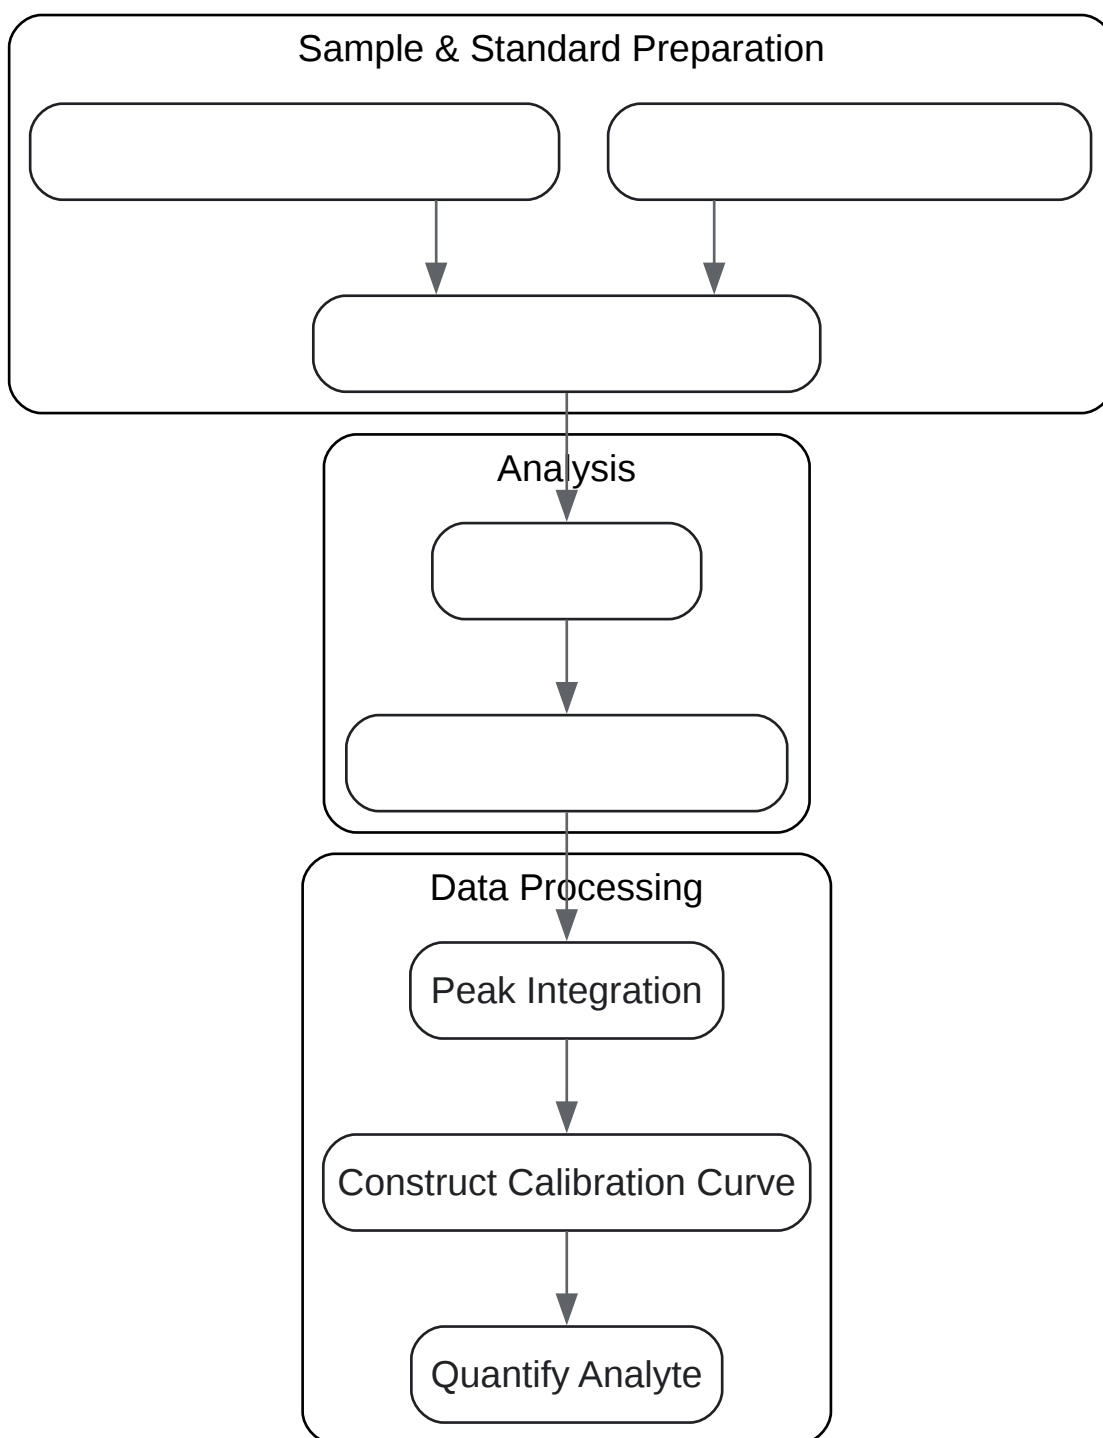 Sample & Standard Preparation
Analysis
Data Processing
Peak Integration
Construct Calibration Curve
Quantify Analyte